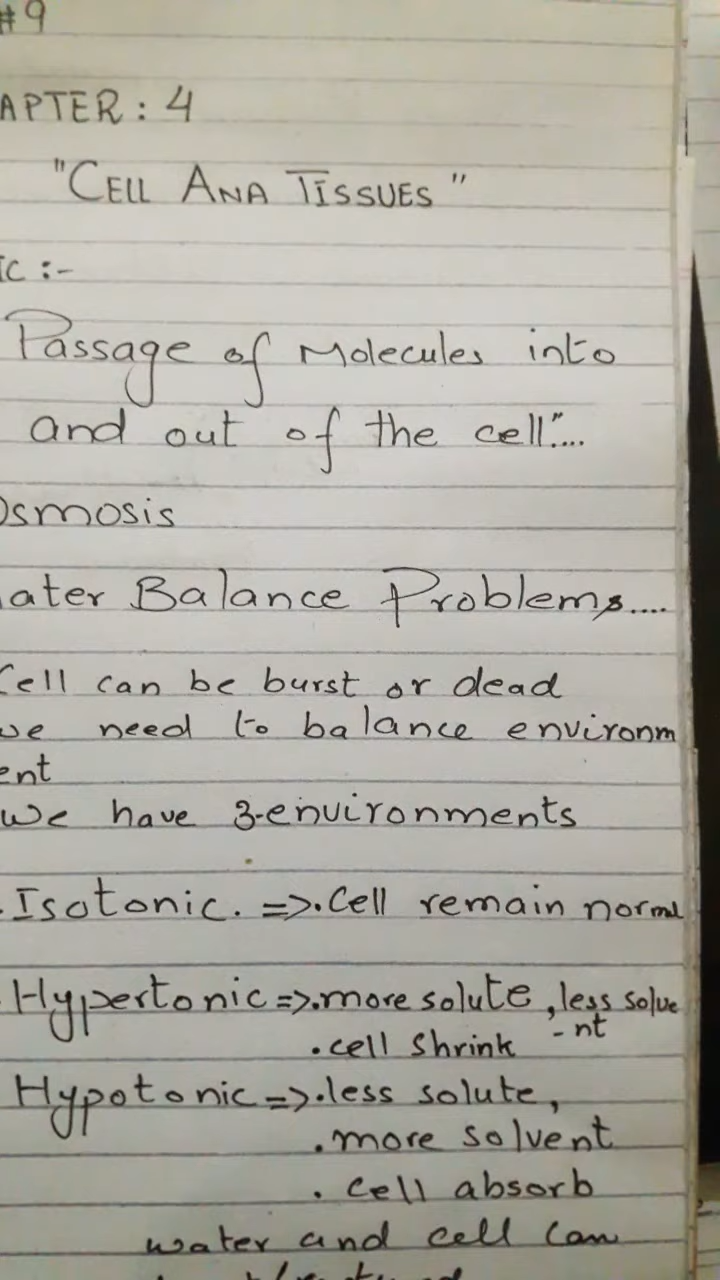 #9
APTER : 4
"CELL ANA TISSUES"
IC :-
Passage of Molecules into
and out of the cell"....
Osmosis
ater Balance Problems....
Cell can be burst or dead
we need to balance environm
ent
we have 3-environments
. Isotonic. =>. Cell remain normal
. Hypertonic =>. more solute, less solve
. cell shrink -nt
Hypotonic =>. less solute,
. more solvent
. Cell absorb
water and cell can